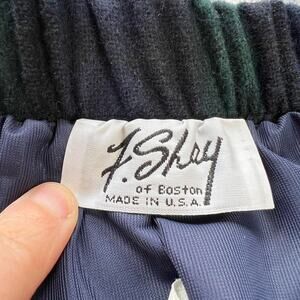 F. Shay
of Boston
MADE IN U.S.A.